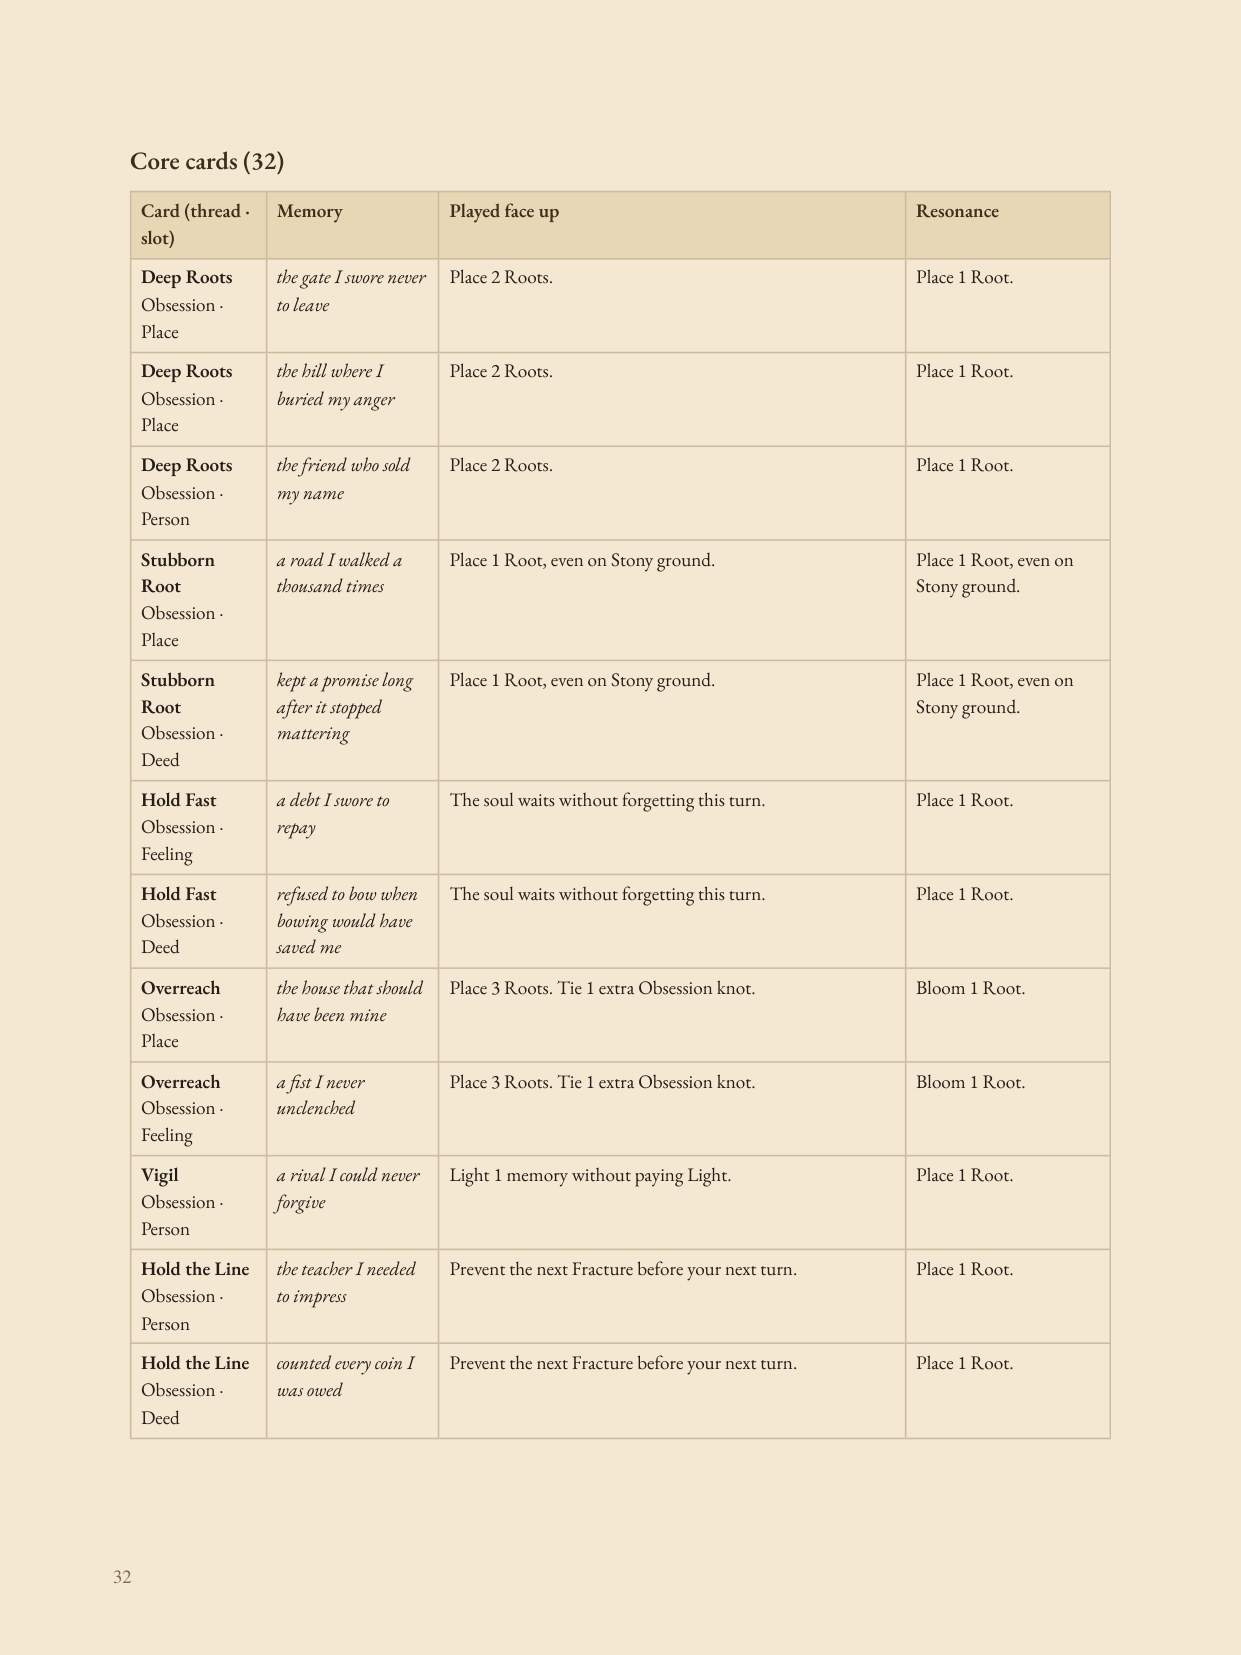 Core cards (32)
Card (thread ·
slot)
Memory
Played face up
Resonance
Deep Roots
Obsession ·
Place
the gate I swore never
to leave
Place 2 Roots.
Place 1 Root.
Deep Roots
Obsession ·
Place
the hill where I
buried my anger
Place 2 Roots.
Place 1 Root.
Deep Roots
Obsession ·
Person
the friend who sold
my name
Place 2 Roots.
Place 1 Root.
Stubborn
Root
Obsession ·
Place
a road I walked a
thousand times
Place 1 Root, even on Stony ground.
Place 1 Root, even on
Stony ground.
Stubborn
Root
Obsession ·
Deed
kept a promise long
after it stopped
mattering
Place 1 Root, even on Stony ground.
Place 1 Root, even on
Stony ground.
Hold Fast
Obsession ·
Feeling
a debt I swore to
repay
The soul waits without forgetting this turn.
Place 1 Root.
Hold Fast
Obsession ·
Deed
refused to bow when
bowing would have
saved me
The soul waits without forgetting this turn.
Place 1 Root.
Overreach
Obsession ·
Place
the house that should
have been mine
Place 3 Roots. Tie 1 extra Obsession knot.
Bloom 1 Root.
Overreach
Obsession ·
Feeling
a fist I never
unclenched
Place 3 Roots. Tie 1 extra Obsession knot.
Bloom 1 Root.
Vigil
Obsession ·
Person
a rival I could never
forgive
Light 1 memory without paying Light.
Place 1 Root.
Hold the Line
Obsession ·
Person
the teacher I needed
to impress
Prevent the next Fracture before your next turn.
Place 1 Root.
Hold the Line
Obsession ·
Deed
counted every coin I
was owed
Prevent the next Fracture before your next turn.
Place 1 Root.
32